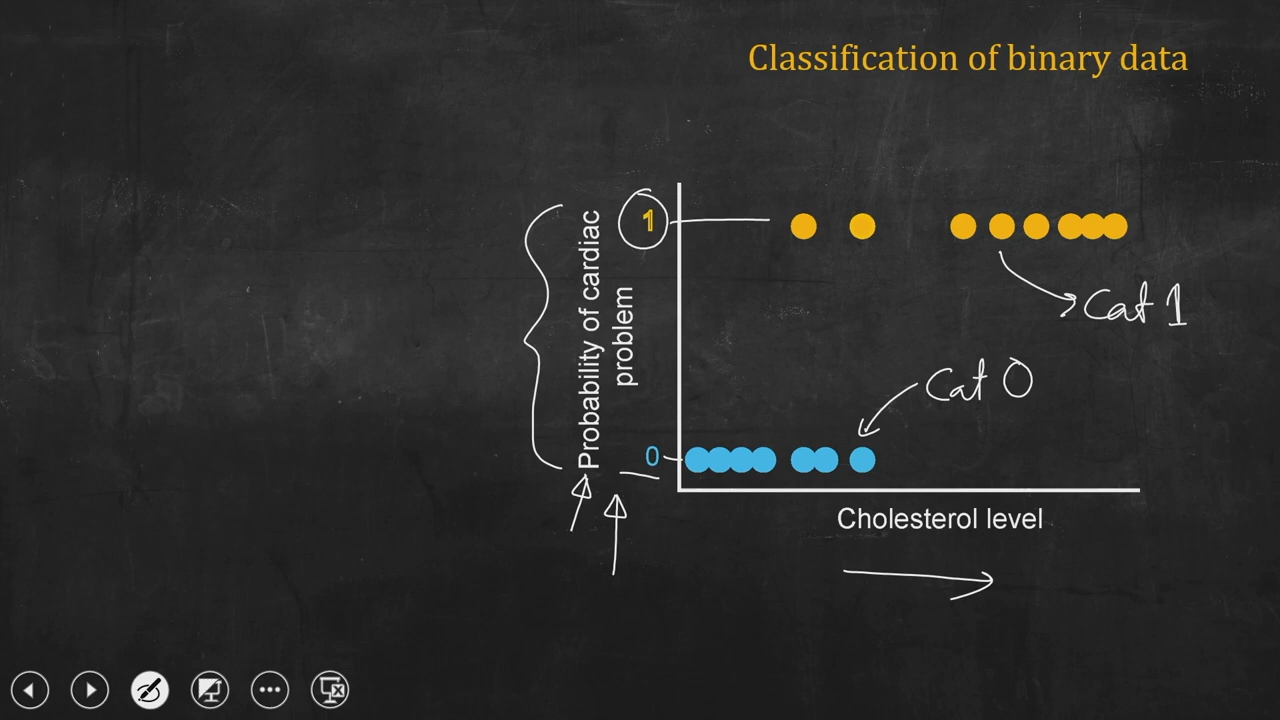 Classification of binary data
1
Probability of cardiac
problem
Cat 1
Cat 0
0
Cholesterol level